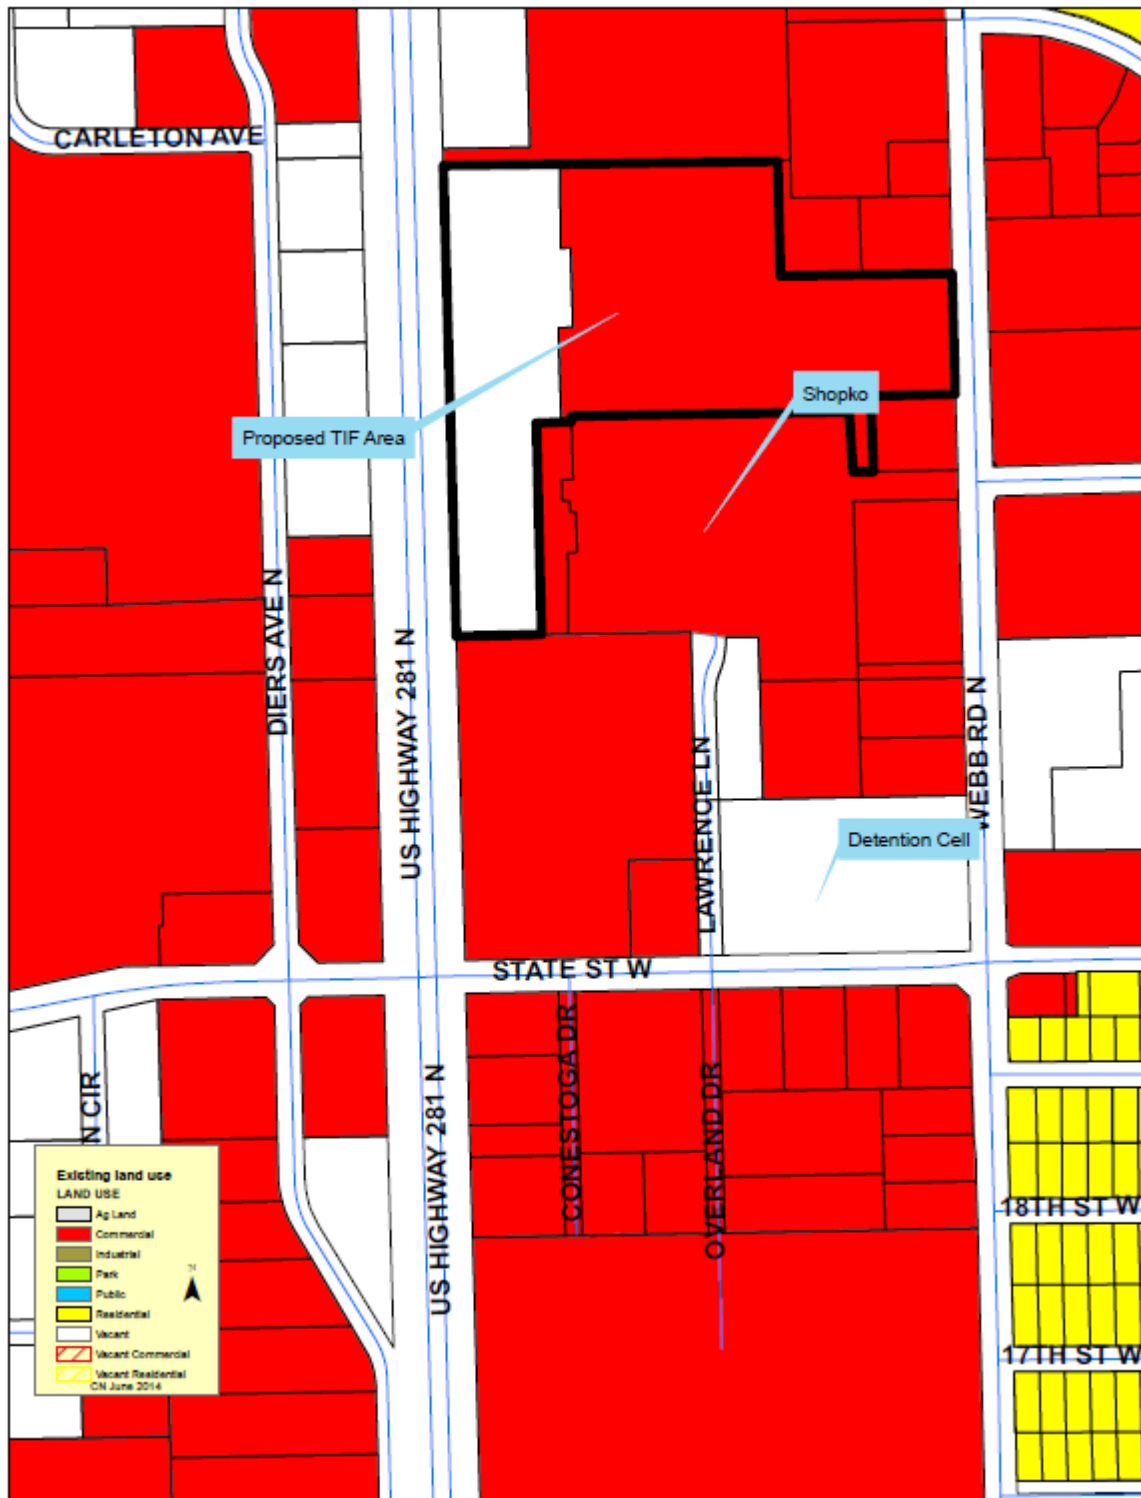 CARLETON AVE
Shopko
Proposed TIF Area
DIERS AVE N
US HIGHWAY 281 N
WEBB RD N
LAWRENCE LN
Detention Cell
STATE ST W
CONESTOGA DR
OVERLAND DR
US HIGHWAY 281 N
N CIR
18TH ST W
17TH ST W
Existing land use
LAND USE
Ag Land
Commercial
Industrial
Park
Public
Residential
Vacant
Vacant Commercial
Vacant Residential
CN June 2014
N